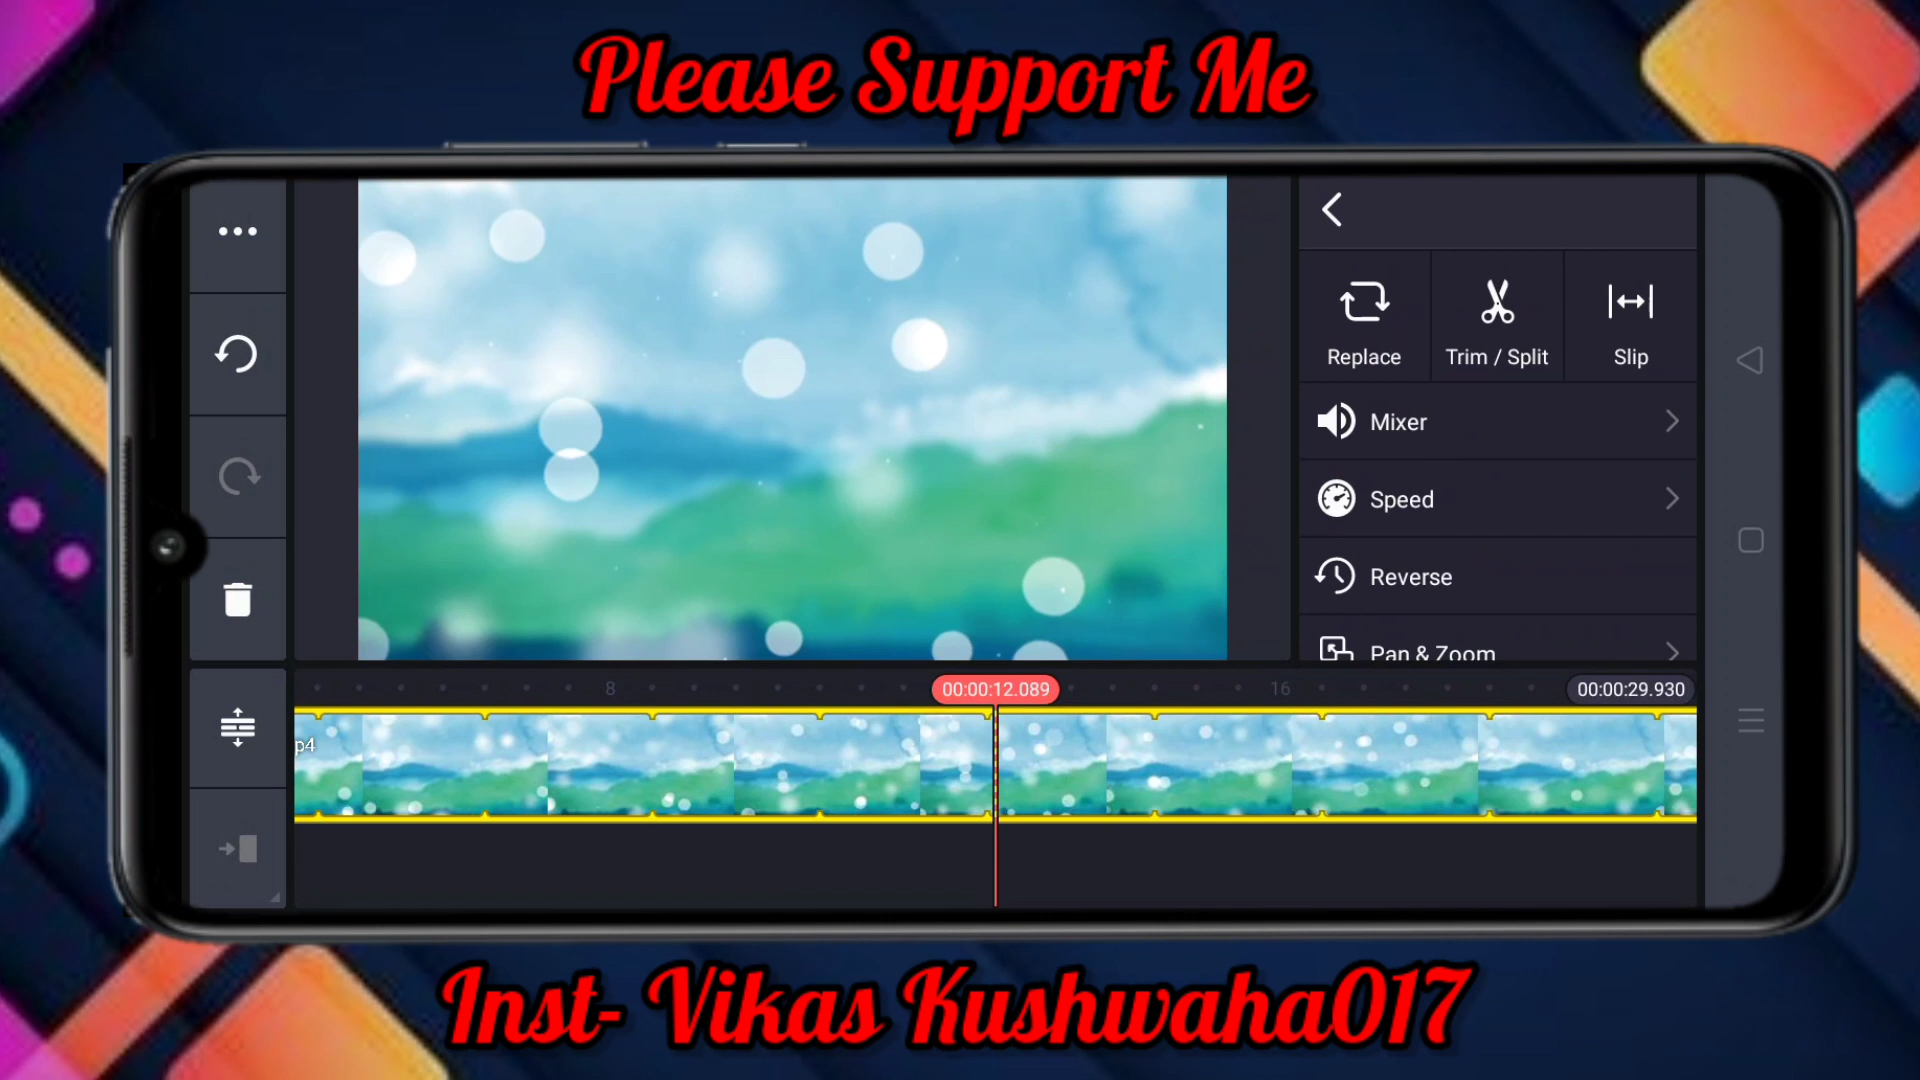 Please Support Me
Replace
Trim / Split
Slip
Mixer
Speed
Reverse
Pan & Zoom
8
00:00:12.089
16
00:00:29.930
p4
Inst- Vikas Kushwaha017